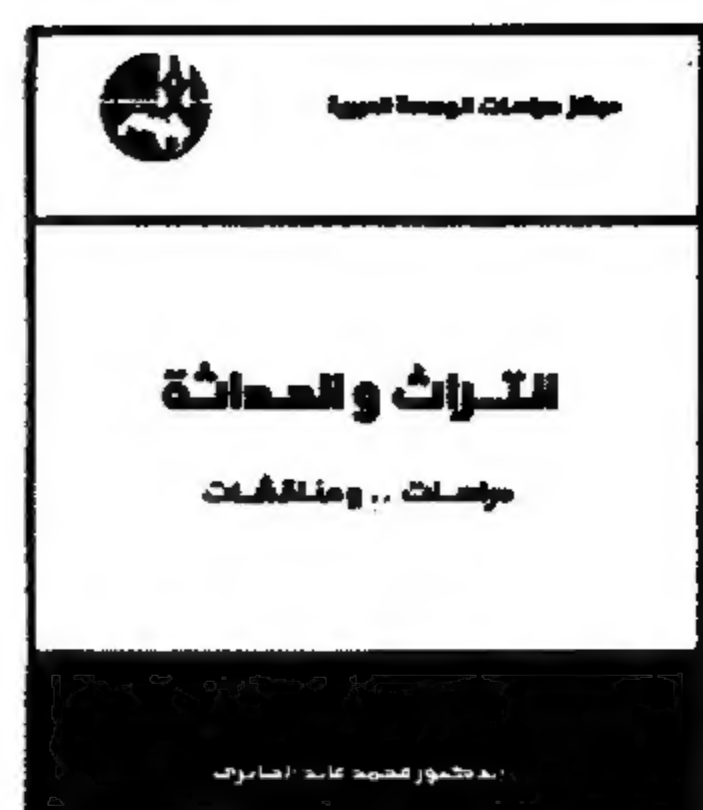 مركز دراسات الوحدة العربية
التراث والحداثة
دراسات .. ومناقشات
الدكتور محمد عابد الجابري